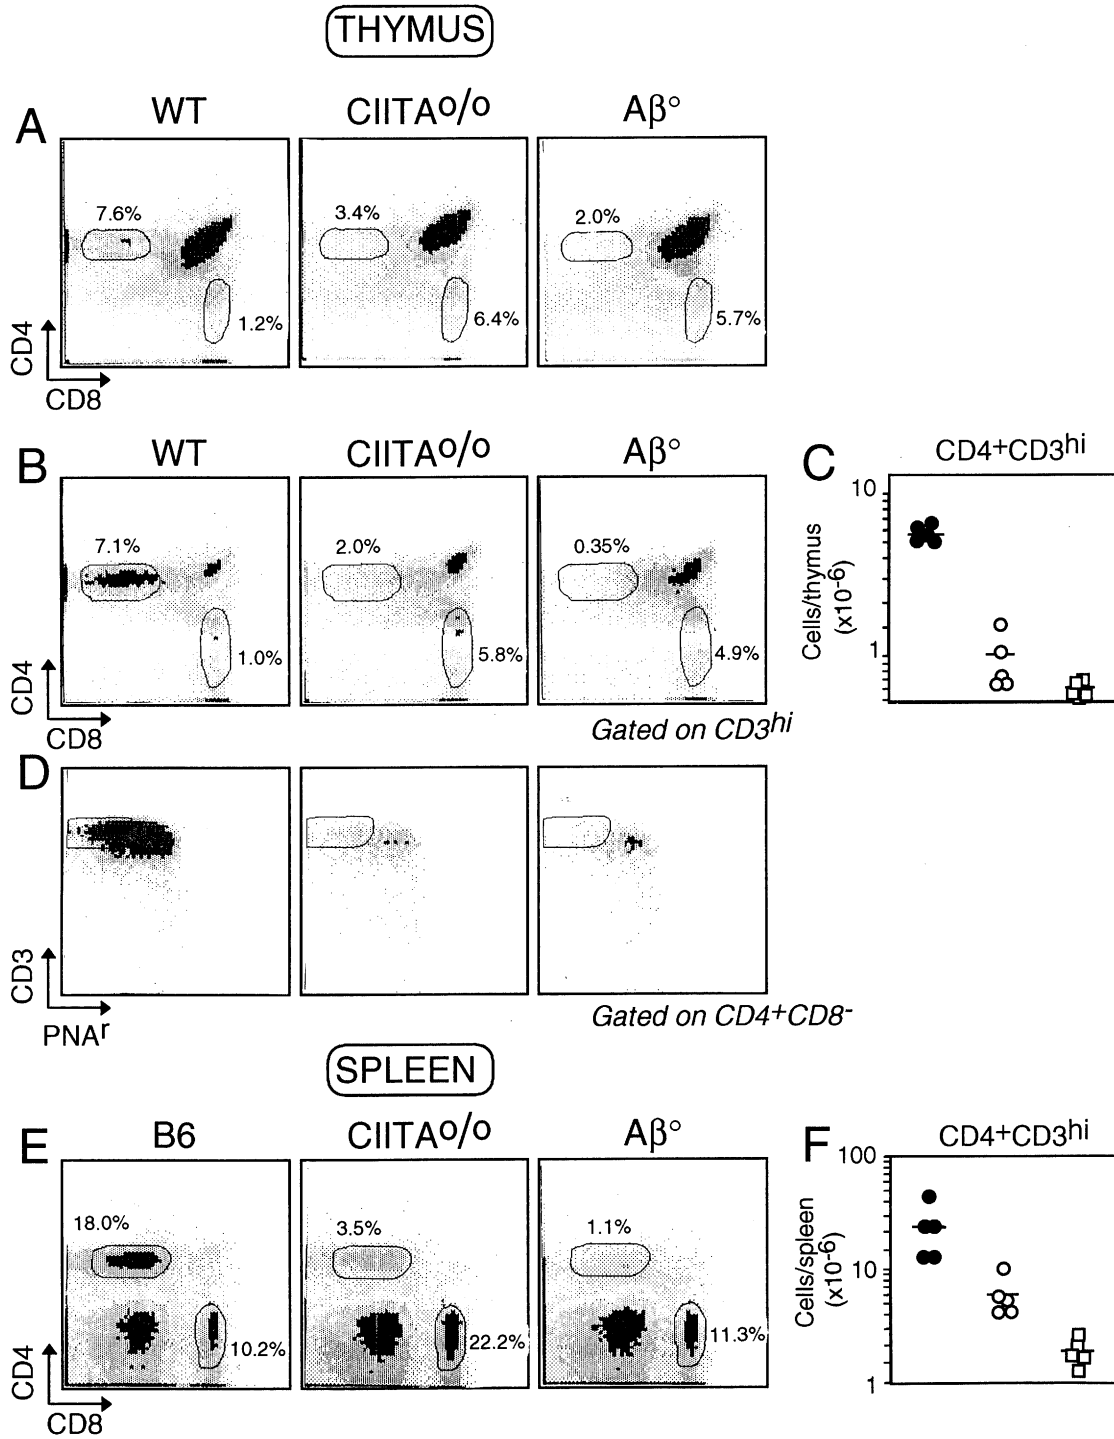 THYMUS
A
WT
CIITAo/o
Aβ°
7.6%
3.4%
2.0%
1.2%
6.4%
5.7%
CD4
CD8
B
WT
CIITAo/o
Aβ°
7.1%
2.0%
0.35%
1.0%
5.8%
4.9%
CD4
CD8
Gated on CD3hi
C
CD4+CD3hi
10
1
Cells/thymus
(x10-6)
D
CD3
PNAr
Gated on CD4+CD8-
SPLEEN
E
B6
CIITAo/o
Aβ°
18.0%
3.5%
1.1%
10.2%
22.2%
11.3%
CD4
CD8
F
CD4+CD3hi
100
10
1
Cells/spleen
(x10-6)